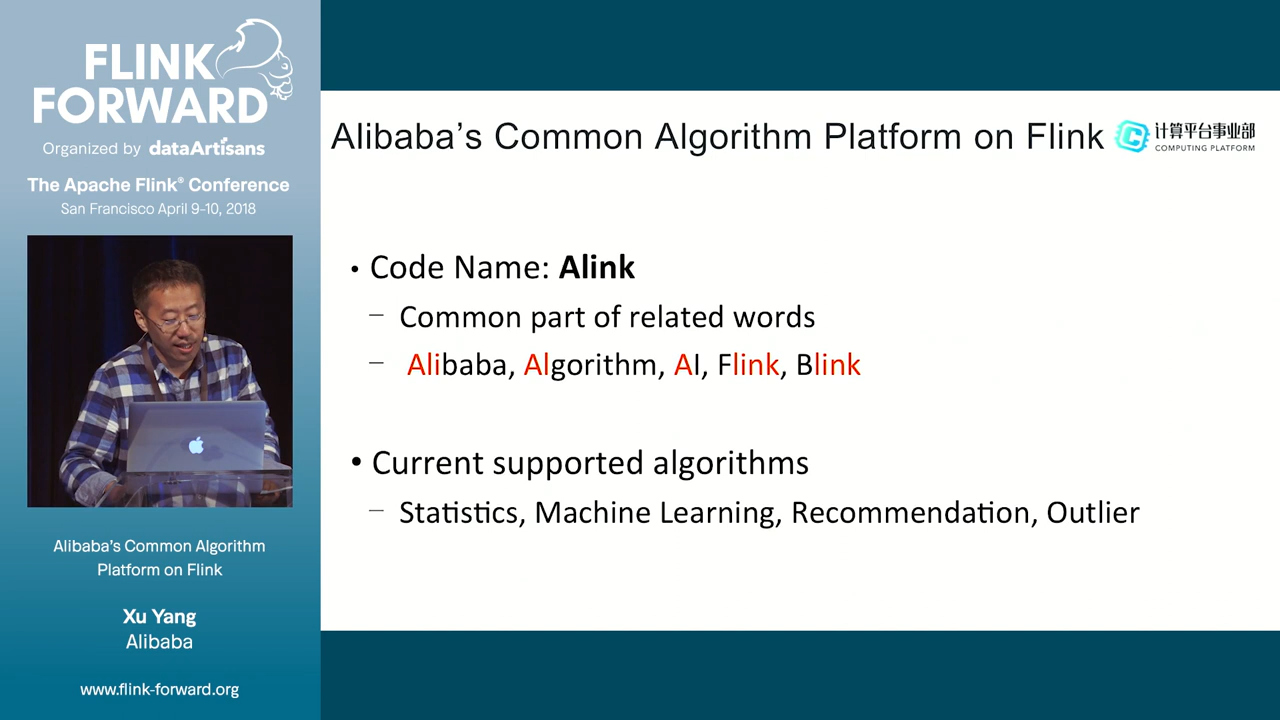 FLINK
FORWARD
Organized by dataArtisans
The Apache Flink® Conference
San Francisco April 9-10, 2018
Alibaba's Common Algorithm
Platform on Flink
Xu Yang
Alibaba
www.flink-forward.org
Alibaba's Common Algorithm Platform on Flink
计算平台事业部
COMPUTING PLATFORM
• Code Name: Alink
– Common part of related words
– Alibaba, Algorithm, AI, Flink, Blink
• Current supported algorithms
– Statistics, Machine Learning, Recommendation, Outlier